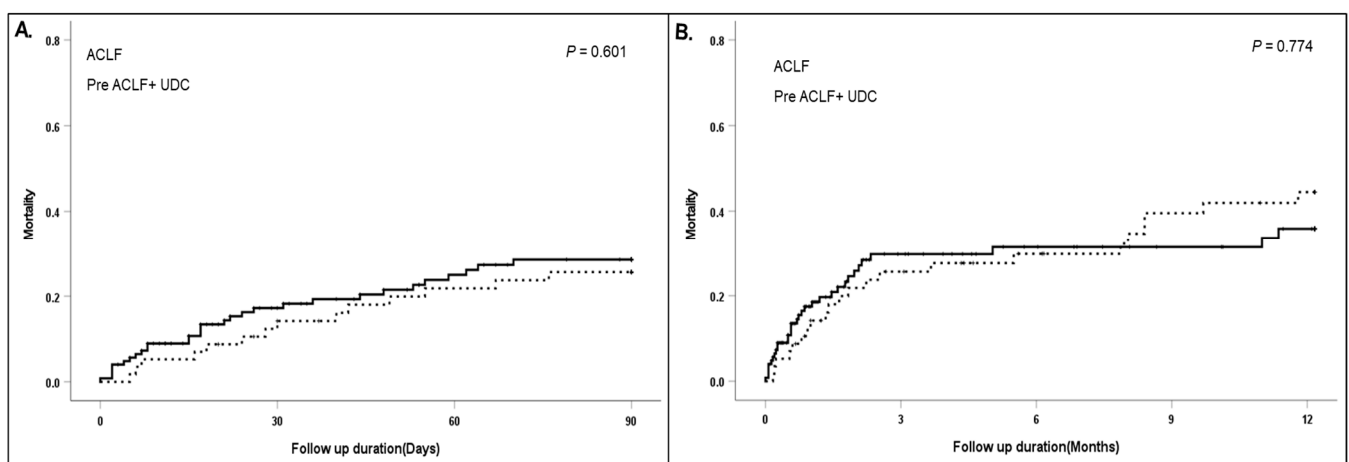 A.
ACLF
Pre ACLF+ UDC
P = 0.601
Mortality
0.8
0.6
0.4
0.2
0.0
0 30 60 90
Follow up duration(Days)
B.
ACLF
Pre ACLF+ UDC
P = 0.774
Mortality
0.8
0.6
0.4
0.2
0.0
0 3 6 9 12
Follow up duration(Months)